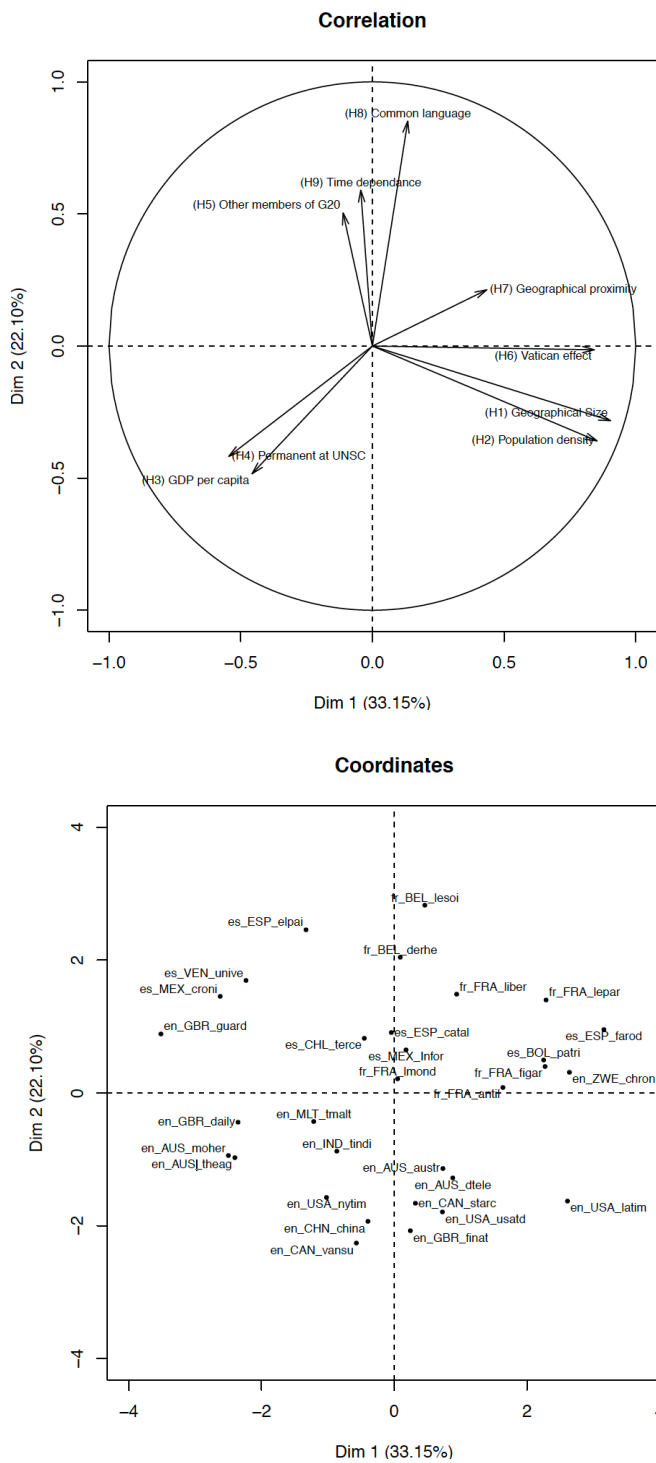 Correlation
1.0
0.5
0.0
−0.5
−1.0
Dim 2 (22.10%)
(H8) Common language
(H9) Time dependance
(H5) Other members of G20
(H7) Geographical proximity
(H6) Vatican effect
(H1) Geographical Size
(H2) Population density
(H4) Permanent at UNSC
(H3) GDP per capita
−1.0 −0.5 0.0 0.5 1.0
Dim 1 (33.15%)
Coordinates
4
2
0
−2
−4
Dim 2 (22.10%)
fr_BEL_lesoi
es_ESP_elpai
fr_BEL_derhe
es_VEN_unive
es_MEX_croni
fr_FRA_liber
fr_FRA_lepar
en_GBR_guard
es_ESP_catal
es_ESP_farod
es_CHL_terce
es_MEX_Infor
es_BOL_patri
fr_FRA_lmond
fr_FRA_figar
en_ZWE_chron
fr_FRA_antil
en_GBR_daily
en_MLT_tmalt
en_AUS_moher
en_IND_tindi
en_AUS_theag
en_AUS_austr
en_AUS_dtele
en_USA_nytim
en_CAN_starc
en_USA_latim
en_USA_usatd
en_CHN_china
en_GBR_finat
en_CAN_vansu
−4 −2 0 2 4
Dim 1 (33.15%)